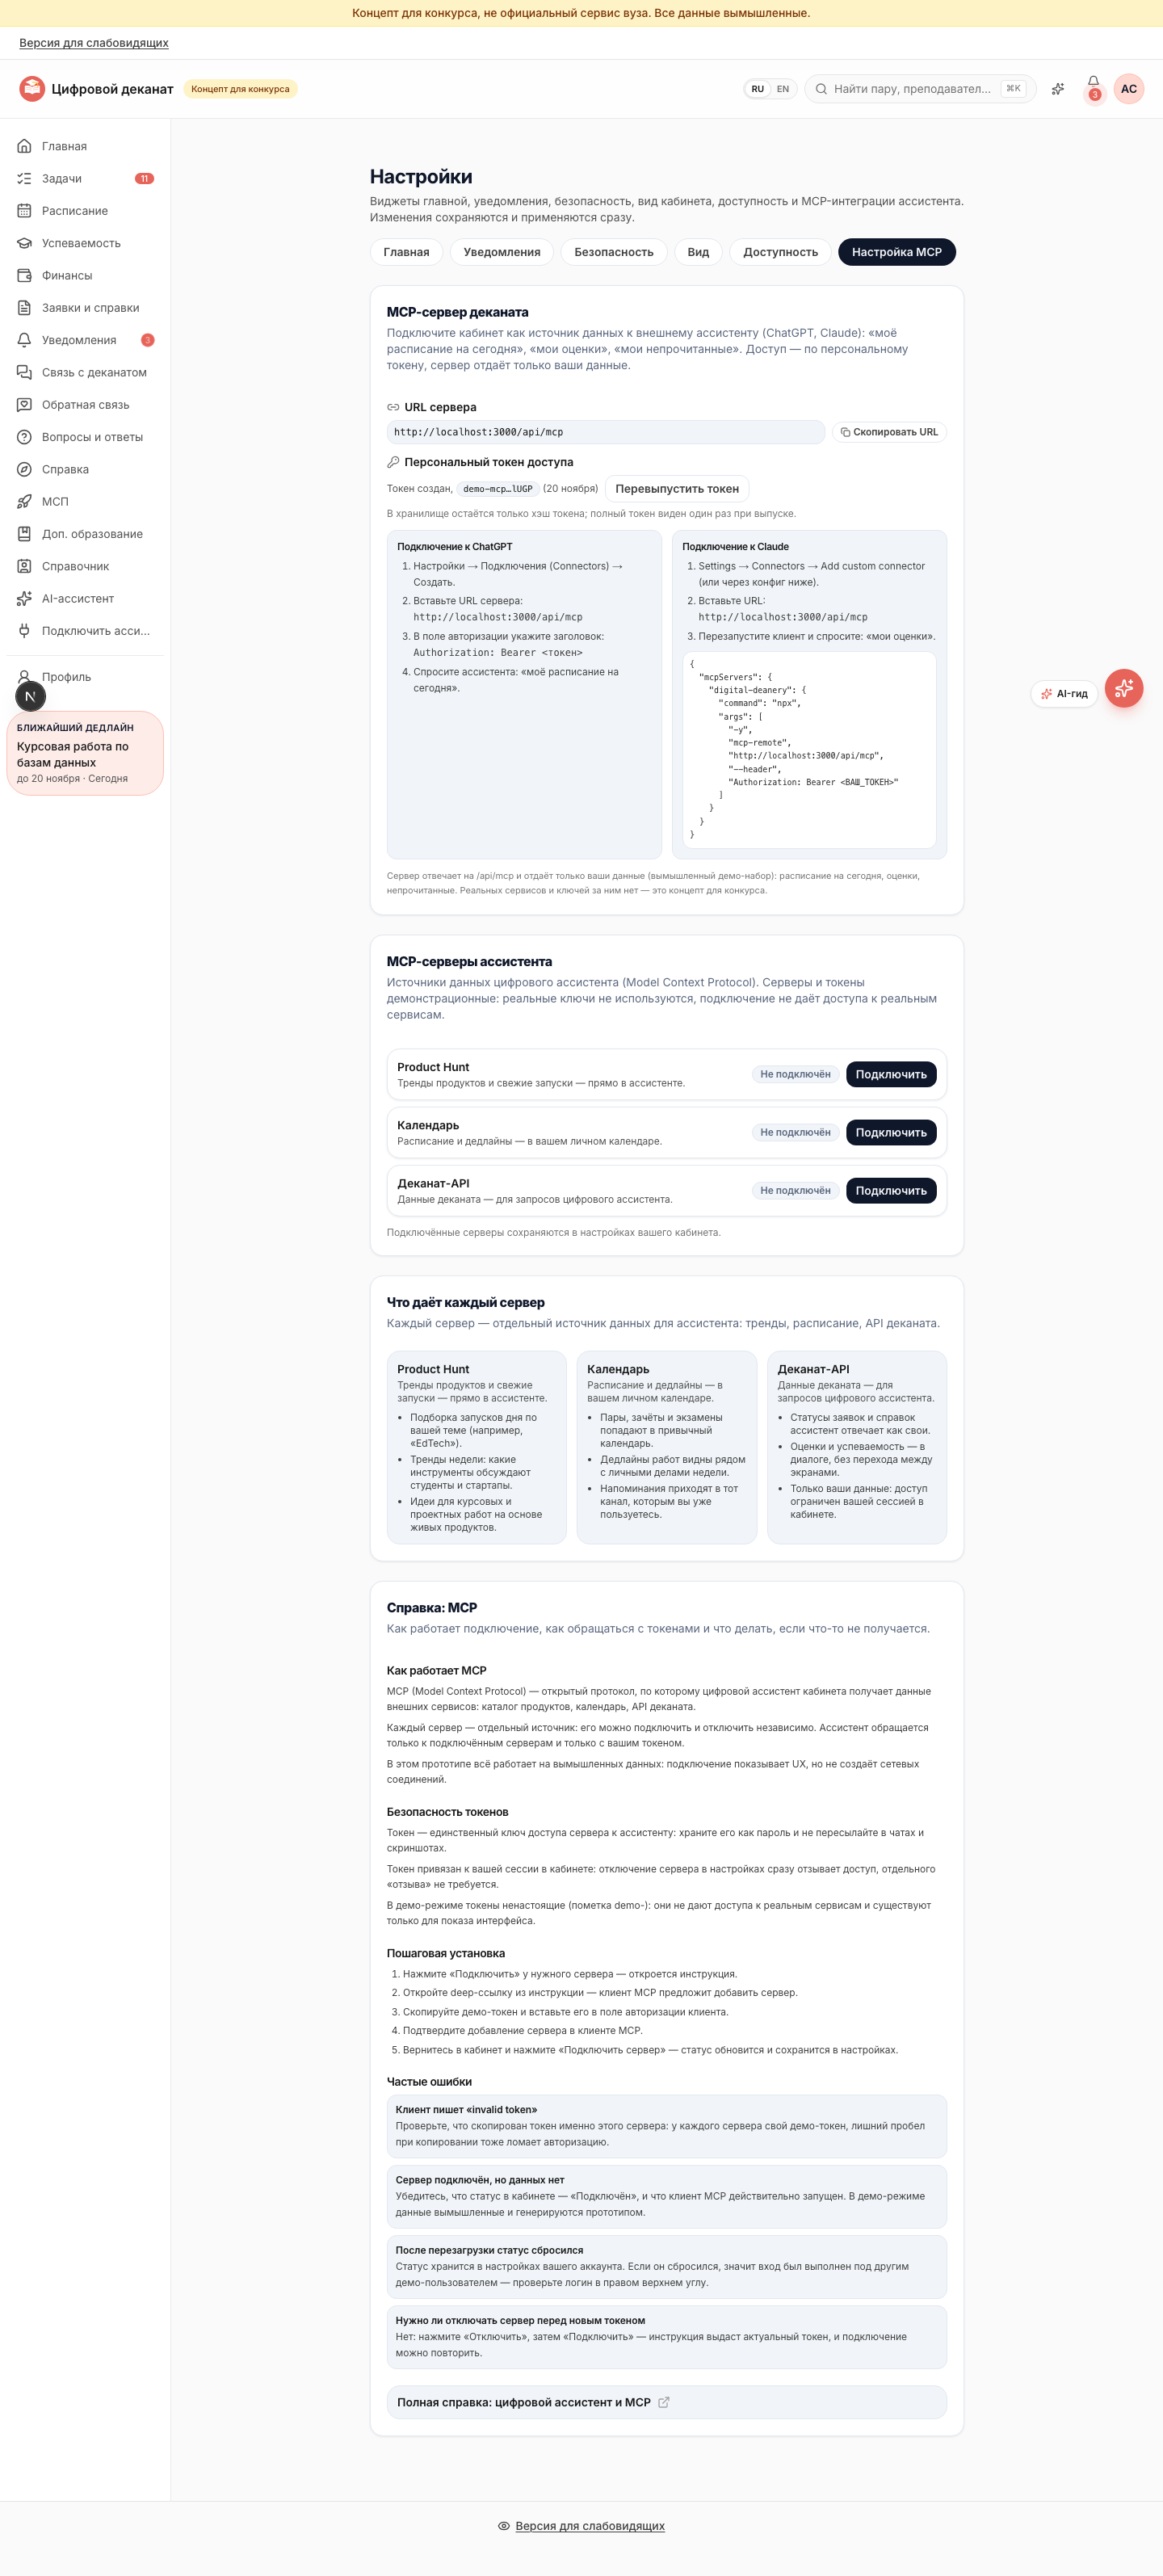 Концепт для конкурса, не официальный сервис вуза. Все данные вымышленные.
Версия для слабовидящих
Цифровой деканат
Концепт для конкурса
RU EN
Найти пару, преподавател...
⌘K
3
АС
Главная
Задачи 11
Расписание
Успеваемость
Финансы
Заявки и справки
Уведомления 3
Связь с деканатом
Обратная связь
Вопросы и ответы
Справка
МСП
Доп. образование
Справочник
AI-ассистент
Подключить асси...
Профиль
N
БЛИЖАЙШИЙ ДЕДЛАЙН
Курсовая работа по
базам данных
до 20 ноября · Сегодня
Настройки
Виджеты главной, уведомления, безопасность, вид кабинета, доступность и MCP-интеграции ассистента.
Изменения сохраняются и применяются сразу.
Главная Уведомления Безопасность Вид Доступность Настройка MCP
MCP-сервер деканата
Подключите кабинет как источник данных к внешнему ассистенту (ChatGPT, Claude): «моё
расписание на сегодня», «мои оценки», «мои непрочитанные». Доступ — по персональному
токену, сервер отдаёт только ваши данные.
URL сервера
http://localhost:3000/api/mcp
Скопировать URL
Персональный токен доступа
Токен создан, demo-mcp…lUGP (20 ноября) Перевыпустить токен
В хранилище остаётся только хэш токена; полный токен виден один раз при выпуске.
Подключение к ChatGPT
1. Настройки → Подключения (Connectors) →
Создать.
2. Вставьте URL сервера:
http://localhost:3000/api/mcp
3. В поле авторизации укажите заголовок:
Authorization: Bearer <токен>
4. Спросите ассистента: «моё расписание на
сегодня».
Подключение к Claude
1. Settings → Connectors → Add custom connector
(или через конфиг ниже).
2. Вставьте URL:
http://localhost:3000/api/mcp
3. Перезапустите клиент и спросите: «мои оценки».
{
"mcpServers": {
"digital-deanery": {
"command": "npx",
"args": [
"-y",
"mcp-remote",
"http://localhost:3000/api/mcp",
"--header",
"Authorization: Bearer <ВАШ_ТОКЕН>"
]
}
}
}
AI-гид
Сервер отвечает на /api/mcp и отдаёт только ваши данные (вымышленный демо-набор): расписание на сегодня, оценки,
непрочитанные. Реальных сервисов и ключей за ним нет — это концепт для конкурса.
MCP-серверы ассистента
Источники данных цифрового ассистента (Model Context Protocol). Серверы и токены
демонстрационные: реальные ключи не используются, подключение не даёт доступа к реальным
сервисам.
Product Hunt
Тренды продуктов и свежие запуски — прямо в ассистенте.
Не подключён Подключить
Календарь
Расписание и дедлайны — в вашем личном календаре.
Не подключён Подключить
Деканат-API
Данные деканата — для запросов цифрового ассистента.
Не подключён Подключить
Подключённые серверы сохраняются в настройках вашего кабинета.
Что даёт каждый сервер
Каждый сервер — отдельный источник данных для ассистента: тренды, расписание, API деканата.
Product Hunt
Тренды продуктов и свежие
запуски — прямо в ассистенте.
• Подборка запусков дня по
вашей теме (например,
«EdTech»).
• Тренды недели: какие
инструменты обсуждают
студенты и стартапы.
• Идеи для курсовых и
проектных работ на основе
живых продуктов.
Календарь
Расписание и дедлайны — в
вашем личном календаре.
• Пары, зачёты и экзамены
попадают в привычный
календарь.
• Дедлайны работ видны рядом
с личными делами недели.
• Напоминания приходят в тот
канал, которым вы уже
пользуетесь.
Деканат-API
Данные деканата — для
запросов цифрового ассистента.
• Статусы заявок и справок
ассистент отвечает как свои.
• Оценки и успеваемость — в
диалоге, без перехода между
экранами.
• Только ваши данные: доступ
ограничен вашей сессией в
кабинете.
Справка: MCP
Как работает подключение, как обращаться с токенами и что делать, если что-то не получается.
Как работает MCP
MCP (Model Context Protocol) — открытый протокол, по которому цифровой ассистент кабинета получает данные
внешних сервисов: каталог продуктов, календарь, API деканата.
Каждый сервер — отдельный источник: его можно подключить и отключить независимо. Ассистент обращается
только к подключённым серверам и только с вашим токеном.
В этом прототипе всё работает на вымышленных данных: подключение показывает UX, но не создаёт сетевых
соединений.
Безопасность токенов
Токен — единственный ключ доступа сервера к ассистенту: храните его как пароль и не пересылайте в чатах и
скриншотах.
Токен привязан к вашей сессии в кабинете: отключение сервера в настройках сразу отзывает доступ, отдельного
«отзыва» не требуется.
В демо-режиме токены ненастоящие (пометка demo-): они не дают доступа к реальным сервисам и существуют
только для показа интерфейса.
Пошаговая установка
1. Нажмите «Подключить» у нужного сервера — откроется инструкция.
2. Откройте deep-ссылку из инструкции — клиент MCP предложит добавить сервер.
3. Скопируйте демо-токен и вставьте его в поле авторизации клиента.
4. Подтвердите добавление сервера в клиенте MCP.
5. Вернитесь в кабинет и нажмите «Подключить сервер» — статус обновится и сохранится в настройках.
Частые ошибки
Клиент пишет «invalid token»
Проверьте, что скопирован токен именно этого сервера: у каждого сервера свой демо-токен, лишний пробел
при копировании тоже ломает авторизацию.
Сервер подключён, но данных нет
Убедитесь, что статус в кабинете — «Подключён», и что клиент MCP действительно запущен. В демо-режиме
данные вымышленные и генерируются прототипом.
После перезагрузки статус сбросился
Статус хранится в настройках вашего аккаунта. Если он сбросился, значит вход был выполнен под другим
демо-пользователем — проверьте логин в правом верхнем углу.
Нужно ли отключать сервер перед новым токеном
Нет: нажмите «Отключить», затем «Подключить» — инструкция выдаст актуальный токен, и подключение
можно повторить.
Полная справка: цифровой ассистент и MCP
Версия для слабовидящих